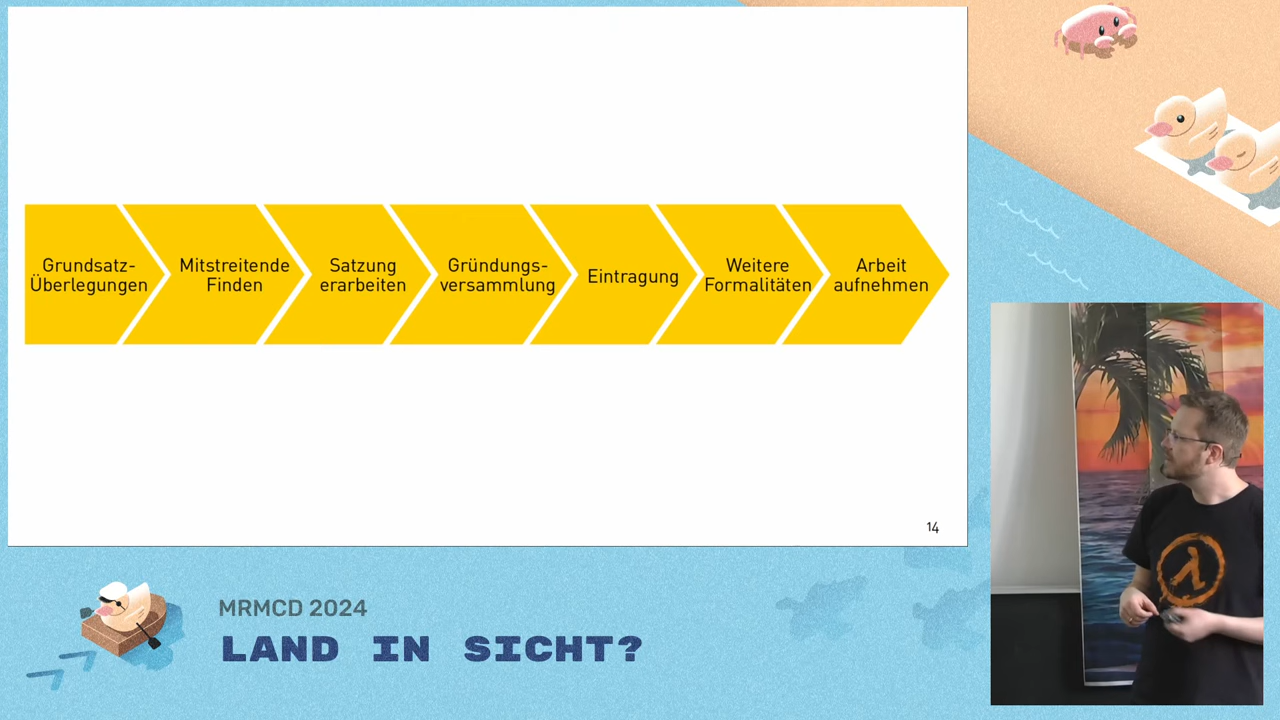 Grundsatz-
Überlegungen
Mitstreitende
Finden
Satzung
erarbeiten
Gründungs-
versammlung
Eintragung
Weitere
Formalitäten
Arbeit
aufnehmen
14
MRMCD 2024
LAND IN SICHT?
λ